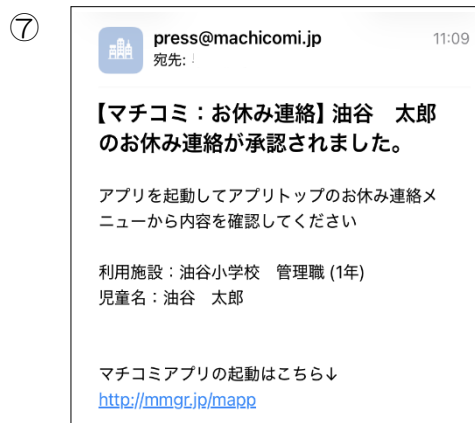 ⑦
press@machicomi.jp 11:09
宛先:
【マチコミ：お休み連絡】油谷　太郎
のお休み連絡が承認されました。
アプリを起動してアプリトップのお休み連絡メ
ニューから内容を確認してください
利用施設：油谷小学校　管理職 (1年)
児童名：油谷　太郎
マチコミアプリの起動はこちら↓
http://mmgr.jp/mapp